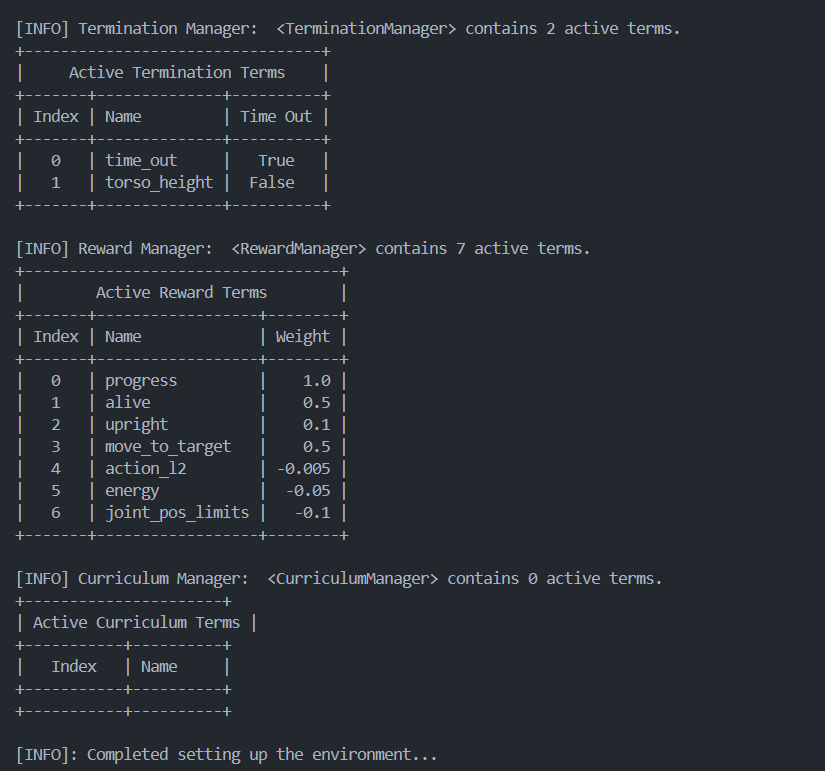 [INFO] Termination Manager:  <TerminationManager> contains 2 active terms.
+---------------------------------+
|     Active Termination Terms    |
+-------+--------------+----------+
| Index | Name         | Time Out |
+-------+--------------+----------+
|   0   | time_out     |   True   |
|   1   | torso_height |  False   |
+-------+--------------+----------+

[INFO] Reward Manager:  <RewardManager> contains 7 active terms.
+-----------------------------------+
|        Active Reward Terms        |
+-------+------------------+--------+
| Index | Name             | Weight |
+-------+------------------+--------+
|   0   | progress         |    1.0 |
|   1   | alive            |    0.5 |
|   2   | upright          |    0.1 |
|   3   | move_to_target   |    0.5 |
|   4   | action_l2        | -0.005 |
|   5   | energy           |  -0.05 |
|   6   | joint_pos_limits |   -0.1 |
+-------+------------------+--------+

[INFO] Curriculum Manager:  <CurriculumManager> contains 0 active terms.
+----------------------+
| Active Curriculum Terms |
+-----------+----------+
|   Index   | Name     |
+-----------+----------+
+-----------+----------+

[INFO]: Completed setting up the environment...